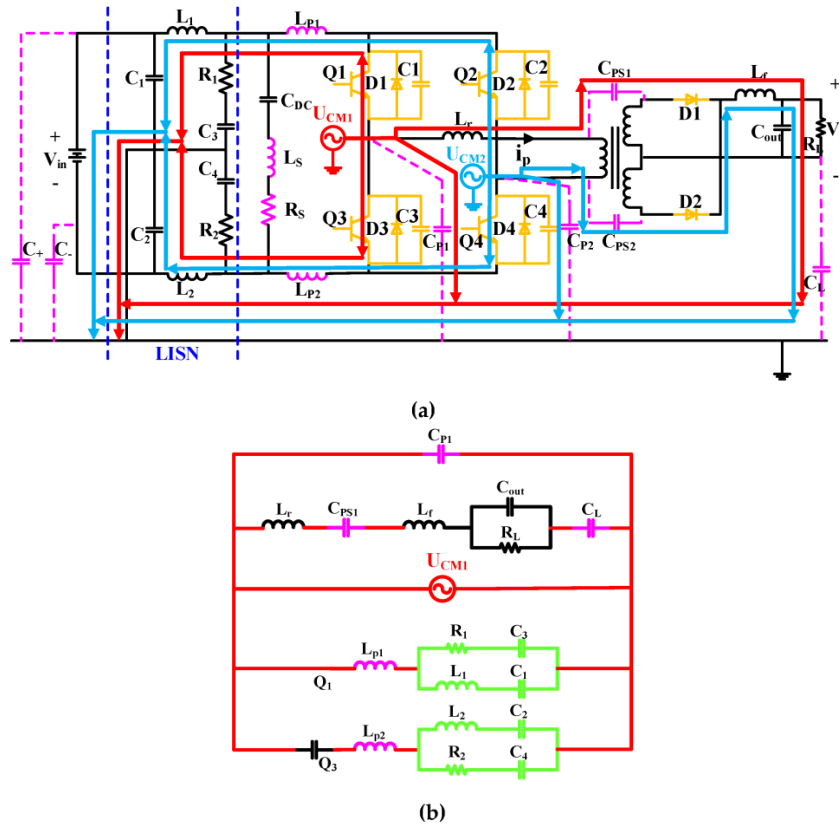 L1 LP1
C1 R1 Q1 D1 C1 Q2 D2 C2 CPS1 Lf
CDC UCM1 Lr D1 +
+ C3 Cout V
Vin C4 LS UCM2 ip RL
- -
C2 R2 RS Q3 D3 C3 CP1 Q4 D4 C4 CP2 CPS2 D2
C+ C- L2 LP2 CL
LISN
(a)
CP1
Lr CPS1 Lf Cout CL
RL
UCM1
Lp1 R1 C3
Q1 L1 C1
Lp2 L2 C2
Q3 R2 C4
(b)